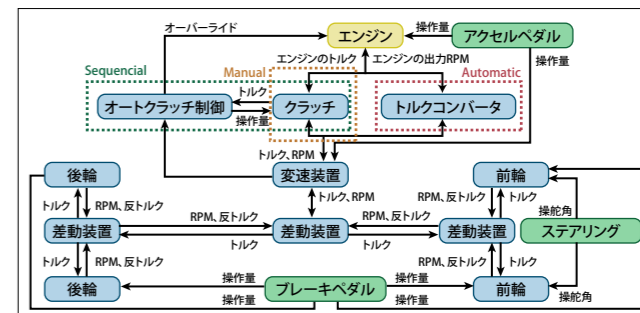 オーバーライド
エンジン
操作量
アクセルペダル
エンジンのトルク
エンジンの出力RPM
操作量
Sequencial
Manual
Automatic
オートクラッチ制御
トルク
操作量
クラッチ
トルクコンバータ
トルク、RPM
後輪
変速装置
前輪
トルク
RPM、反トルク
トルク、RPM
RPM、反トルク
トルク
操舵角
差動装置
RPM、反トルク
トルク
差動装置
RPM、反トルク
トルク
差動装置
ステアリング
トルク
RPM、反トルク
RPM、反トルク
トルク
後輪
操作量
ブレーキペダル
操作量
前輪
操舵角
操作量
操作量